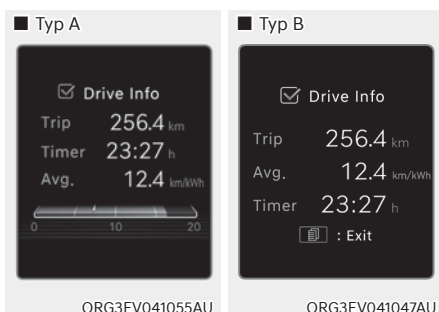 ■ Typ A
Drive Info
Trip 256.4 km
Timer 23:27 h
Avg. 12.4 km/kWh
0 10 20
ORG3EV041055AU
■ Typ B
Drive Info
Trip 256.4 km
Avg. 12.4 km/kWh
Timer 23:27 h
: Exit
ORG3EV041047AU